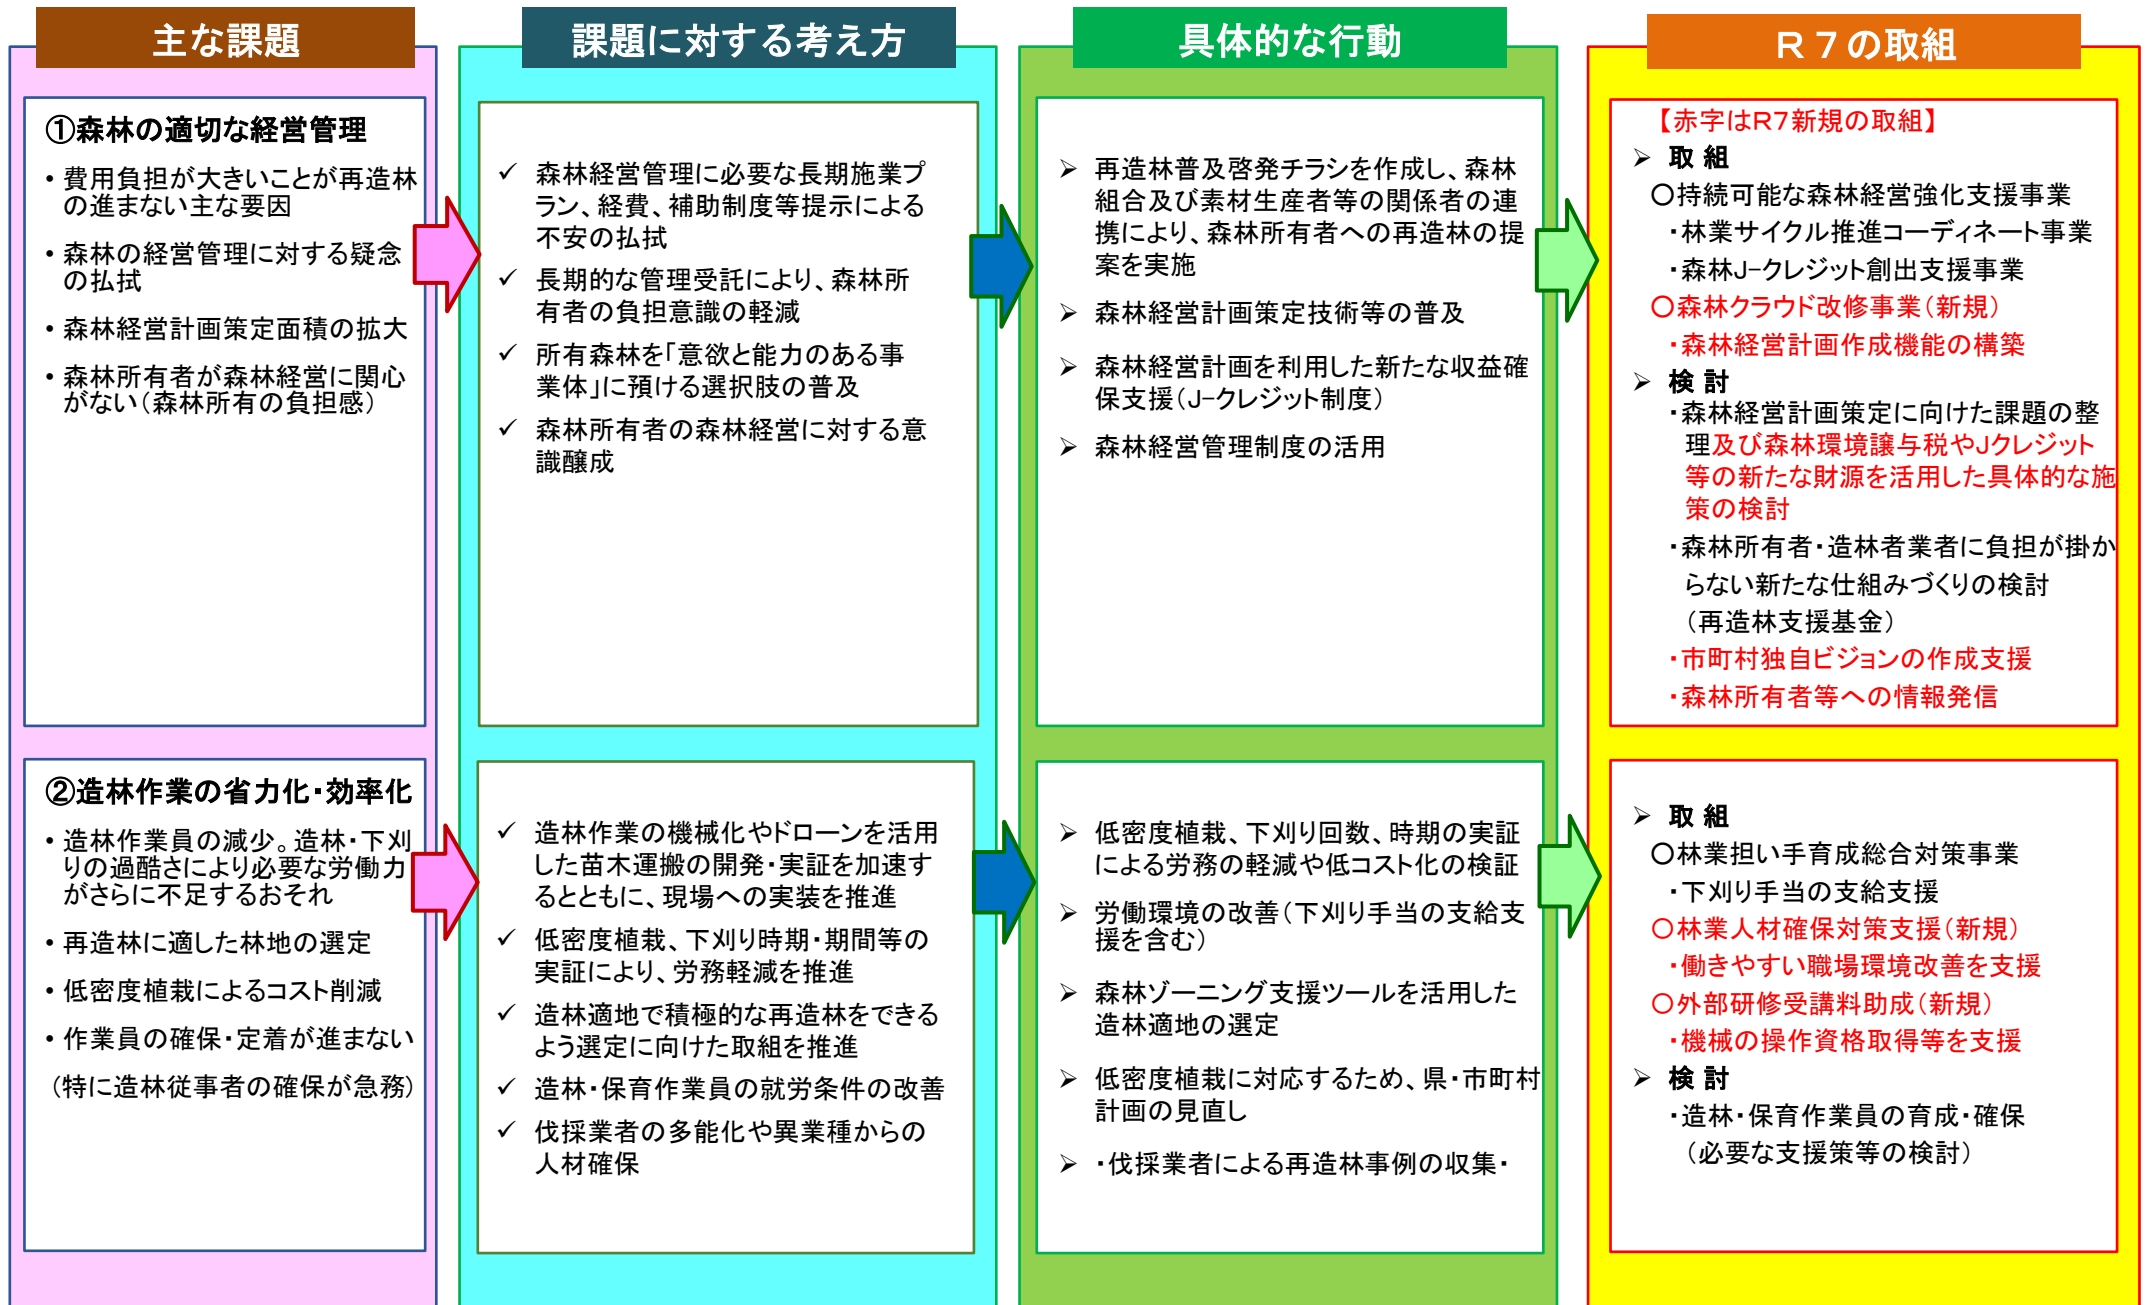 主な課題
課題に対する考え方
具体的な行動
R7の取組
①森林の適切な経営管理
• 費用負担が大きいことが再造林
の進まない主な要因
• 森林の経営管理に対する疑念
の払拭
• 森林経営計画策定面積の拡大
• 森林所有者が森林経営に関心
がない（森林所有の負担感）
✓ 森林経営管理に必要な長期施業プ
ラン、経費、補助制度等提示による
不安の払拭
✓ 長期的な管理受託により、森林所
有者の負担意識の軽減
✓ 所有森林を「意欲と能力のある事
業体」に預ける選択肢の普及
✓ 森林所有者の森林経営に対する意
識醸成
➢ 再造林普及啓発チラシを作成し、森林
組合及び素材生産者等の関係者の連
携により、森林所有者への再造林の提
案を実施
➢ 森林経営計画策定技術等の普及
➢ 森林経営計画を利用した新たな収益確
保支援（J-クレジット制度）
➢ 森林経営管理制度の活用
【赤字はR7新規の取組】
➢ 取 組
〇持続可能な森林経営強化支援事業
・林業サイクル推進コーディネート事業
・森林J-クレジット創出支援事業
〇森林クラウド改修事業（新規）
・森林経営計画作成機能の構築
➢ 検 討
・森林経営計画策定に向けた課題の整
理及び森林環境譲与税やJクレジット
等の新たな財源を活用した具体的な施
策の検討
・森林所有者・造林者業者に負担が掛か
らない新たな仕組みづくりの検討
（再造林支援基金）
・市町村独自ビジョンの作成支援
・森林所有者等への情報発信
②造林作業の省力化・効率化
• 造林作業員の減少。造林・下刈
りの過酷さにより必要な労働力
がさらに不足するおそれ
• 再造林に適した林地の選定
• 低密度植栽によるコスト削減
• 作業員の確保・定着が進まない
（特に造林従事者の確保が急務）
✓ 造林作業の機械化やドローンを活用
した苗木運搬の開発・実証を加速す
るとともに、現場への実装を推進
✓ 低密度植栽、下刈り時期・期間等の
実証により、労務軽減を推進
✓ 造林適地で積極的な再造林をできる
よう選定に向けた取組を推進
✓ 造林・保育作業員の就労条件の改善
✓ 伐採業者の多能化や異業種からの
人材確保
➢ 低密度植栽、下刈り回数、時期の実証
による労務の軽減や低コスト化の検証
➢ 労働環境の改善（下刈り手当の支給支
援を含む）
➢ 森林ゾーニング支援ツールを活用した
造林適地の選定
➢ 低密度植栽に対応するため、県・市町村
計画の見直し
➢ ・伐採業者による再造林事例の収集・
➢ 取 組
〇林業担い手育成総合対策事業
・下刈り手当の支給支援
〇林業人材確保対策支援（新規）
・働きやすい職場環境改善を支援
〇外部研修受講料助成（新規）
・機械の操作資格取得等を支援
➢ 検 討
・造林・保育作業員の育成・確保
（必要な支援策等の検討）